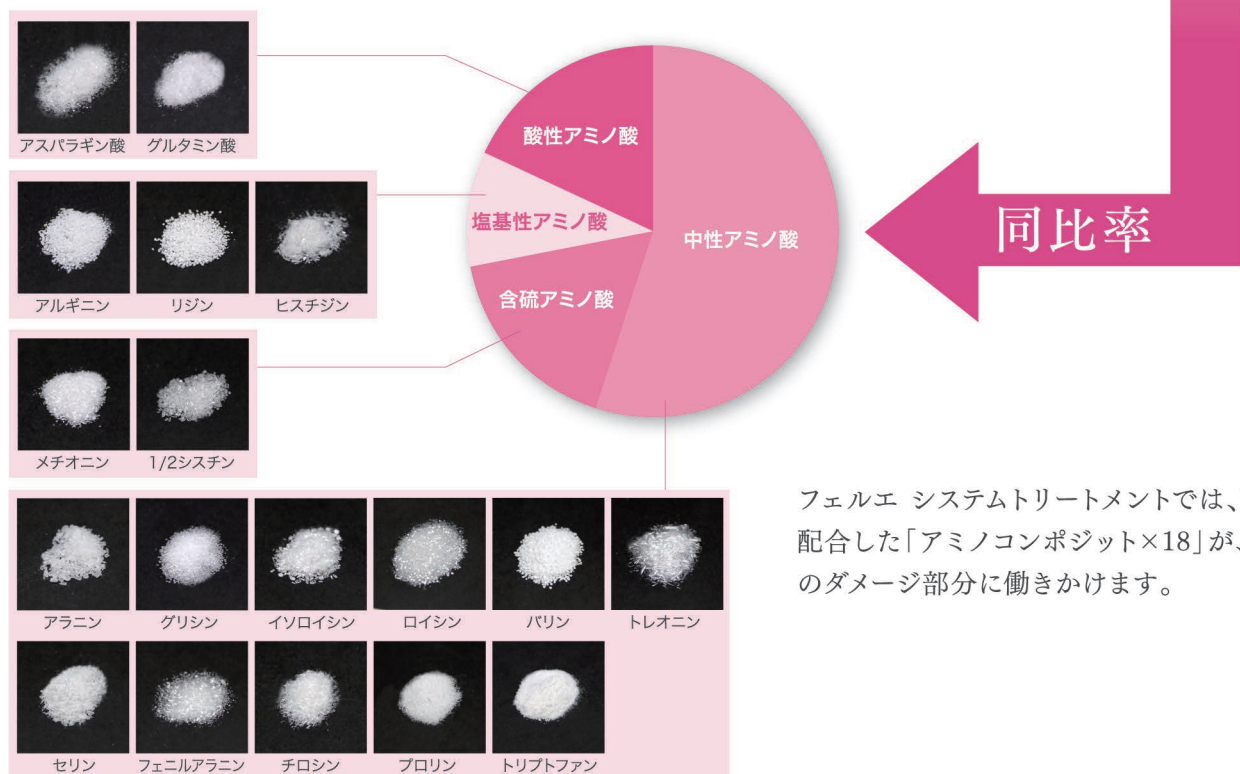 アスパラギン酸 グルタミン酸
アルギニン リジン ヒスチジン
メチオニン 1/2シスチン
アラニン グリシン イソロイシン ロイシン バリン トレオニン
セリン フェニルアラニン チロシン プロリン トリプトファン
酸性アミノ酸
塩基性アミノ酸
含硫アミノ酸
中性アミノ酸
同比率
フェルエ システムトリートメントでは、
配合した「アミノコンポジット×18」が、
のダメージ部分に働きかけます。